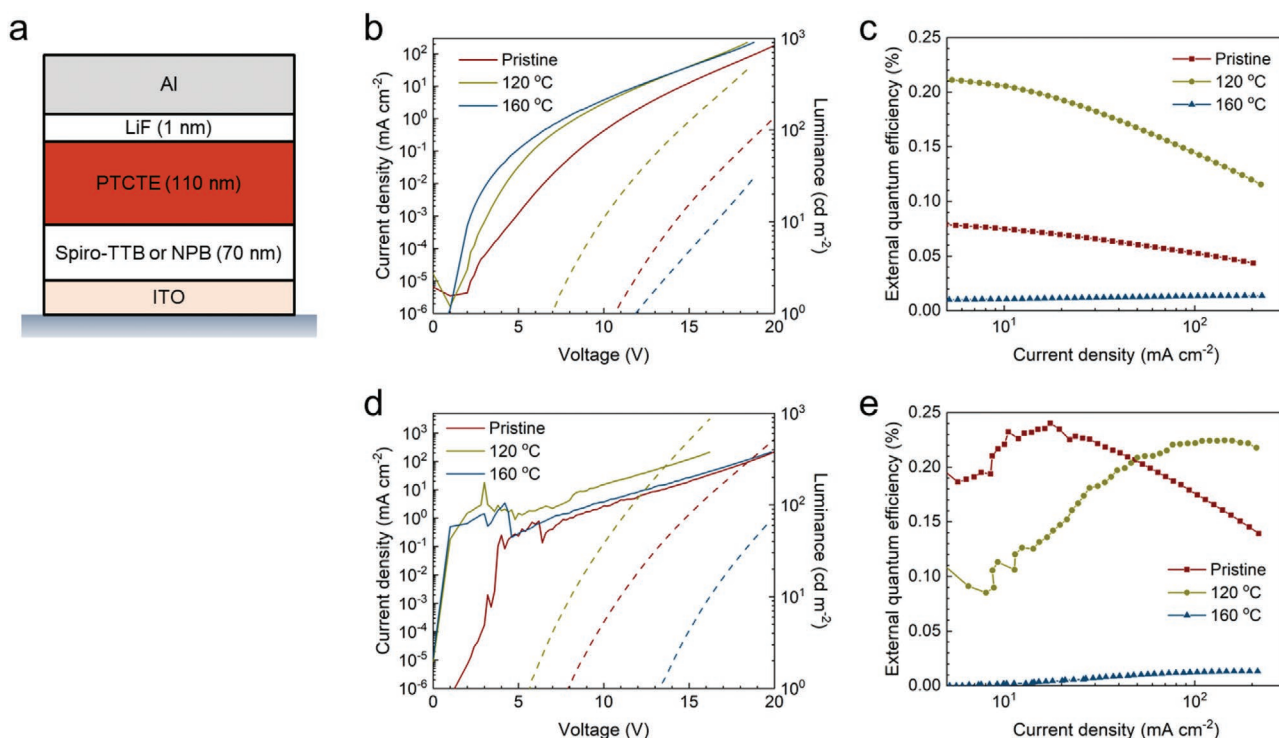 a
Al
LiF (1 nm)
PTCTE (110 nm)
Spiro-TTB or NPB (70 nm)
ITO
b
Current density (mA cm⁻²)
10²
10¹
10⁰
10⁻¹
10⁻²
10⁻³
10⁻⁴
10⁻⁵
10⁻⁶
Pristine
120 °C
160 °C
10³
10²
10¹
10⁰
Luminance (cd m⁻²)
0 5 10 15 20
Voltage (V)
c
External quantum efficiency (%)
0.25
0.20
0.15
0.10
0.05
0.00
Pristine
120 °C
160 °C
10¹ 10²
Current density (mA cm⁻²)
d
Current density (mA cm⁻²)
10³
10²
10¹
10⁰
10⁻¹
10⁻²
10⁻³
10⁻⁴
10⁻⁵
10⁻⁶
Pristine
120 °C
160 °C
10³
10²
10¹
10⁰
Luminance (cd m⁻²)
0 5 10 15 20
Voltage (V)
e
External quantum efficiency (%)
0.25
0.20
0.15
0.10
0.05
0.00
Pristine
120 °C
160 °C
10¹ 10²
Current density (mA cm⁻²)